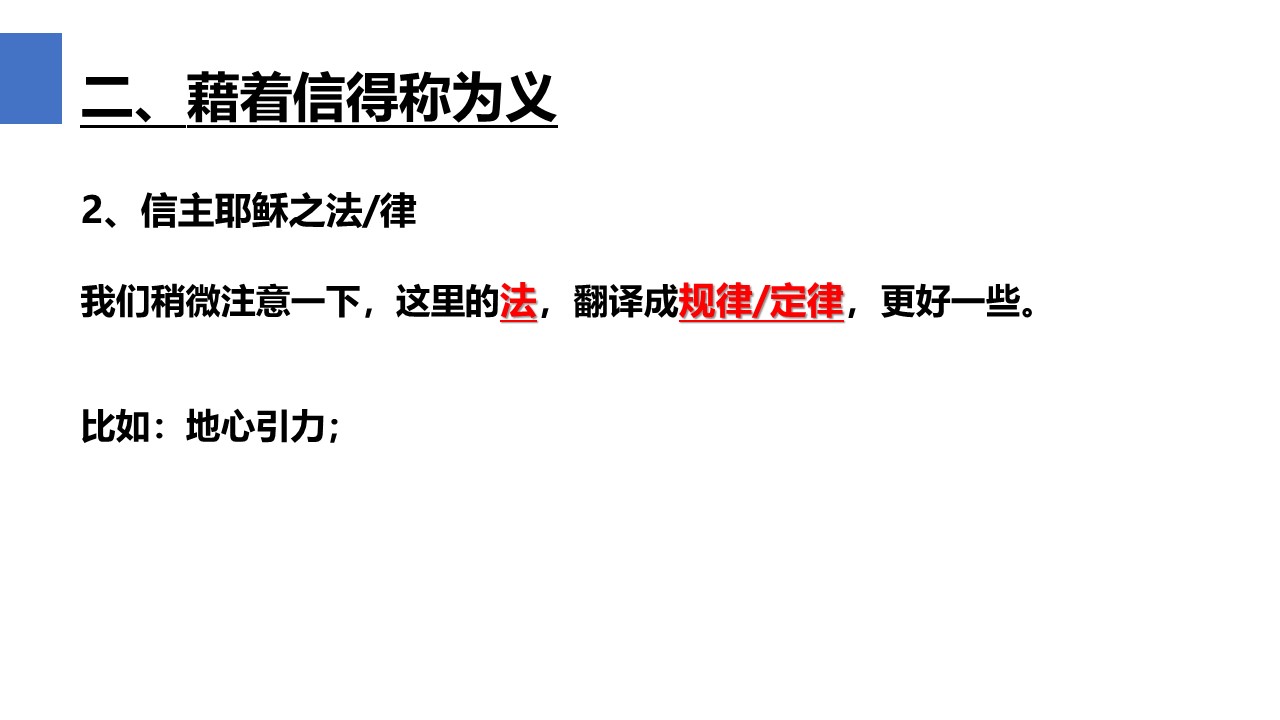 二、藉着信得称为义
2、信主耶稣之法/律
我们稍微注意一下，这里的法，翻译成规律/定律，更好一些。
比如：地心引力；